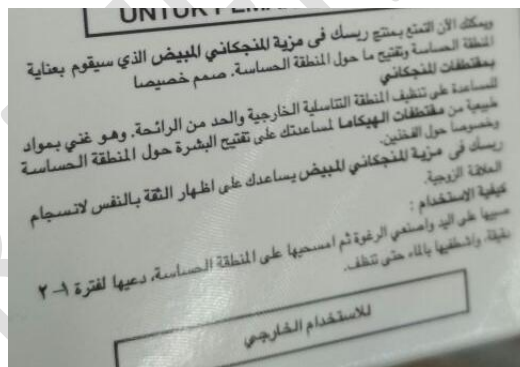 UNTUK PEMA
ويمكنك الآن التمتع بمنتج ريسك فى مزية المنجكاني المبيض الذي سيقوم بعناية
المنطقة الحساسة وتفتيح ما حول المنطقة الحساسة. صمم خصيصا
بمقتطفات المنجكاني
للمساعدة على تنظيف المنطقة التناسلية الخارجية والحد من الرائحة. وهو غني بمواد
طبيعية من مقتطفات الهيكاما لمساعدتك على تفتيح البشرة حول المنطقة الحساسة
وخصوصا حول الفخذين.
ريسك فى مزية المنجكاني المبيض يساعدك على اظهار الثقة بالنفس لانسجام
العلاقة الزوجية.
كيفية الاستخدام :
صبيها على اليد واصنعي الرغوة ثم امسحيها على المنطقة الحساسة، دعيها لفترة ١-٢
دقيقة، واشطفيها بالماء حتى تنظف.
للاستخدام الخارجي